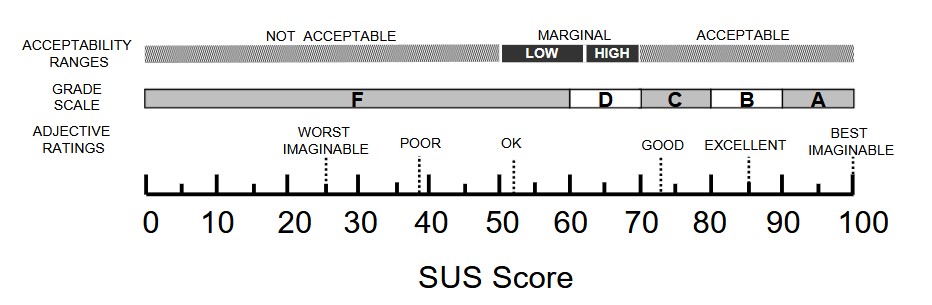 ACCEPTABILITY
RANGES
NOT ACCEPTABLE
MARGINAL
ACCEPTABLE
LOW
HIGH
GRADE
SCALE
F
D
C
B
A
ADJECTIVE
RATINGS
WORST
IMAGINABLE
POOR
OK
GOOD
EXCELLENT
BEST
IMAGINABLE
0 10 20 30 40 50 60 70 80 90 100
SUS Score